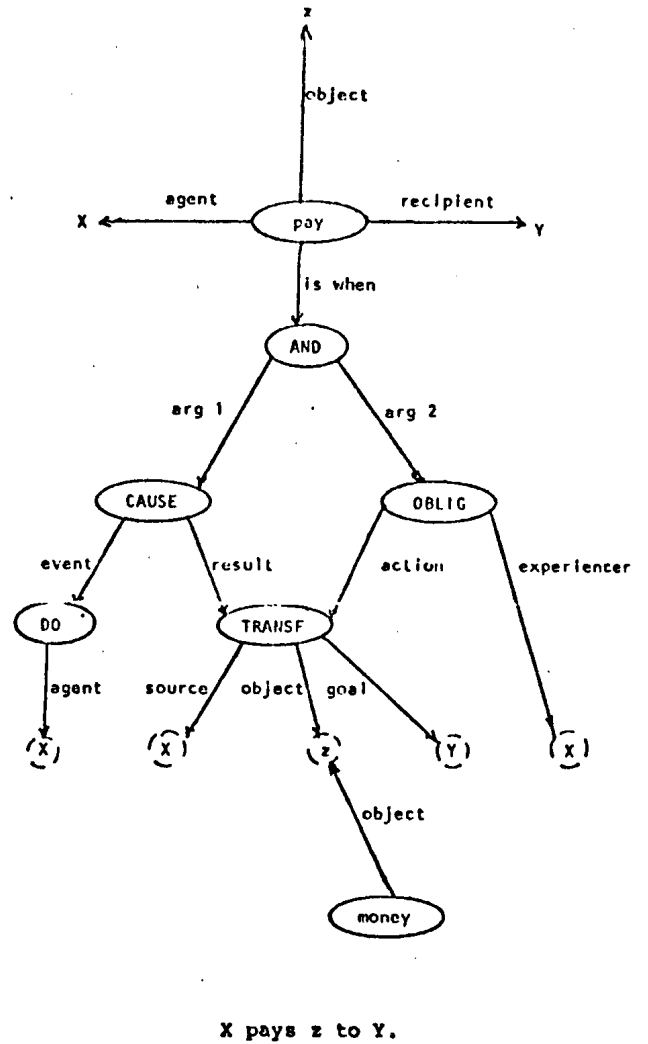 z
object
agent
recipient
X
pay
Y
is when
AND
arg 1
arg 2
CAUSE
OBLIG
event
result
action
experiencer
DO
TRANSF
agent
source
object
goal
X
X
z
Y
X
object
money
X pays z to Y.